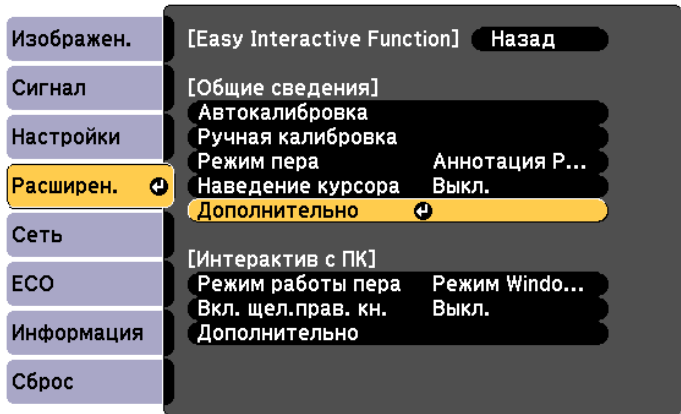 Изображен.
Сигнал
Настройки
Расширен.
Сеть
ECO
Информация
Сброс
[Easy Interactive Function] Назад
[Общие сведения]
Автокалибровка
Ручная калибровка
Режим пера Аннотация P...
Наведение курсора Выкл.
Дополнительно
[Интерактив с ПК]
Режим работы пера Режим Windo...
Вкл. щел.прав. кн. Выкл.
Дополнительно